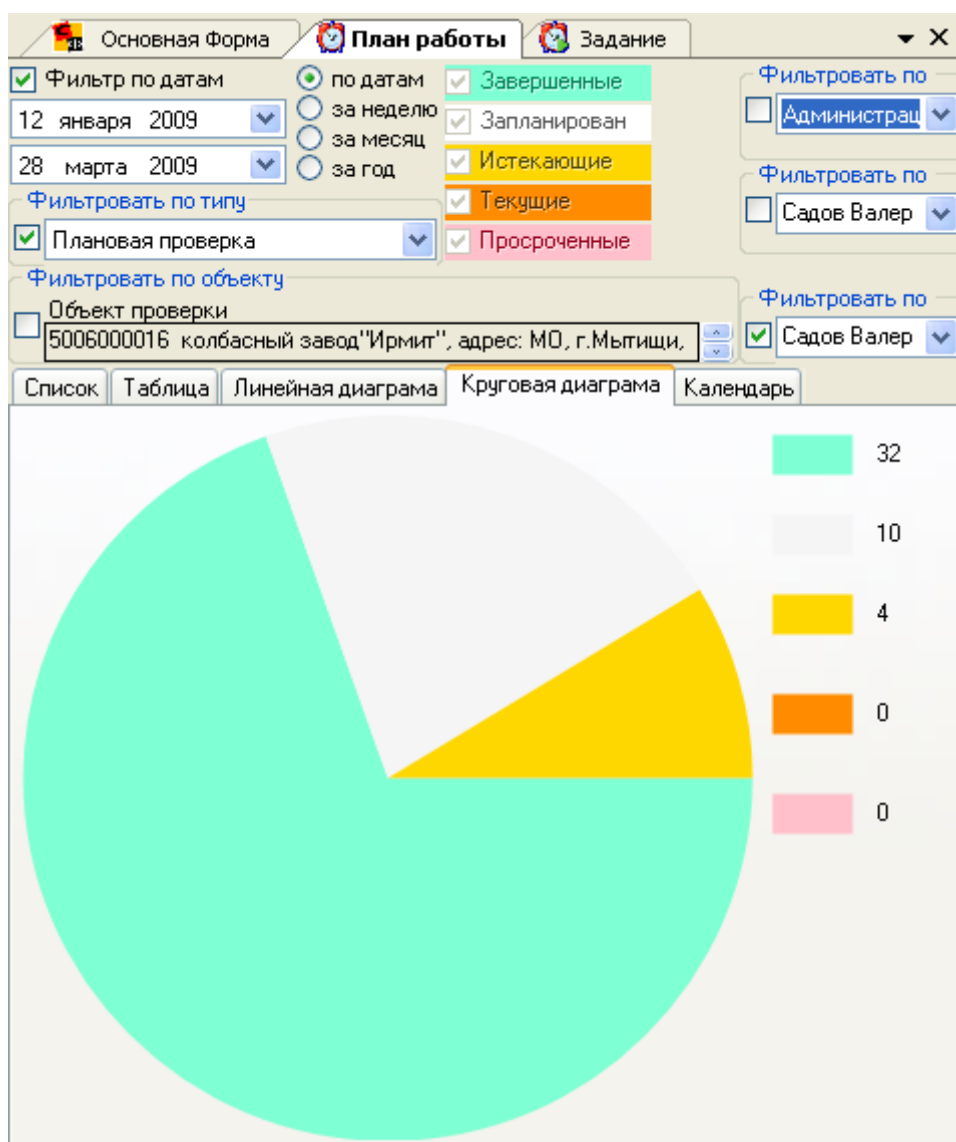 Основная Форма
План работы
Задание
Фильтр по датам
12 января 2009
28 марта 2009
по датам
за неделю
за месяц
за год
Завершенные
Запланирован
Истекающие
Текущие
Просроченные
Фильтровать по
Администрац
Фильтровать по
Садов Валер
Фильтровать по типу
Плановая проверка
Фильтровать по объекту
Объект проверки
5006000016 колбасный завод"Ирмит", адрес: МО, г.Мытищи,
Фильтровать по
Садов Валер
Список
Таблица
Линейная диаграма
Круговая диаграма
Календарь
32
10
4
0
0